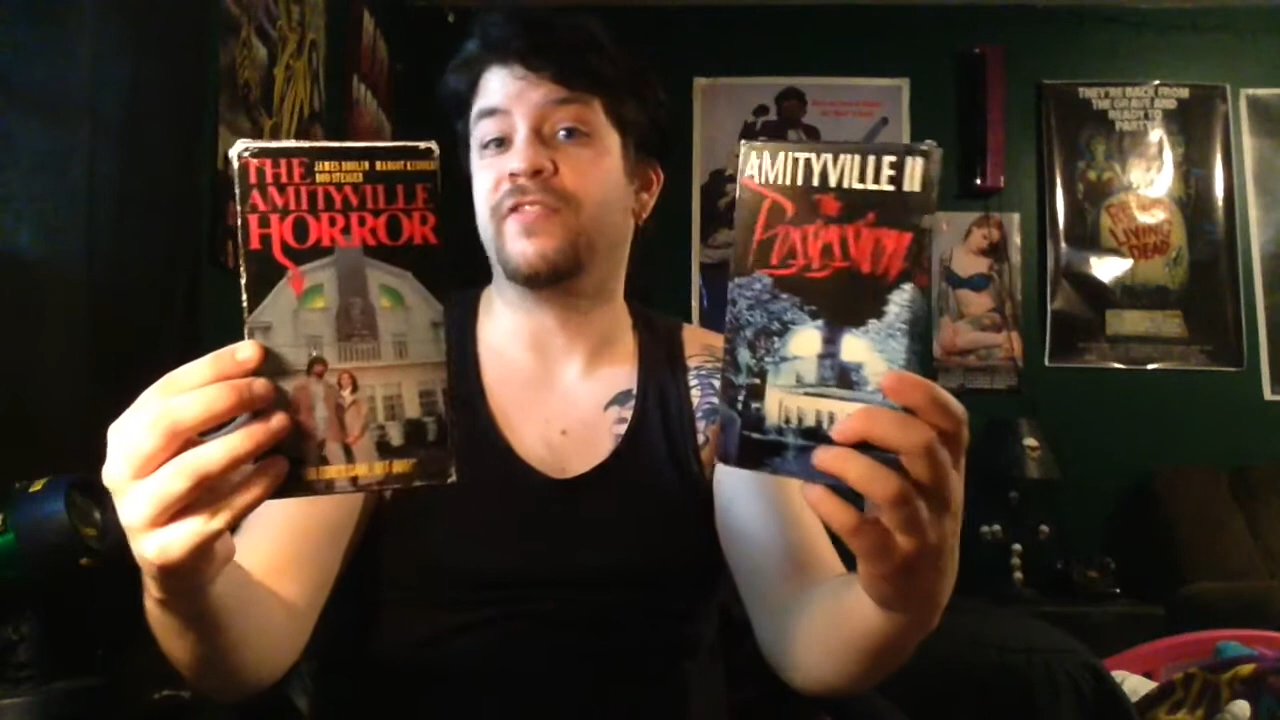 THE
JAMES BROLIN MARGOT KIDDER
ROD STEIGER
AMITYVILLE
HORROR
AMITYVILLE II
The
Possession
THEY'RE BACK FROM
THE GRAVE AND
READY TO
PARTY!
RETURN
LIVING
DEAD